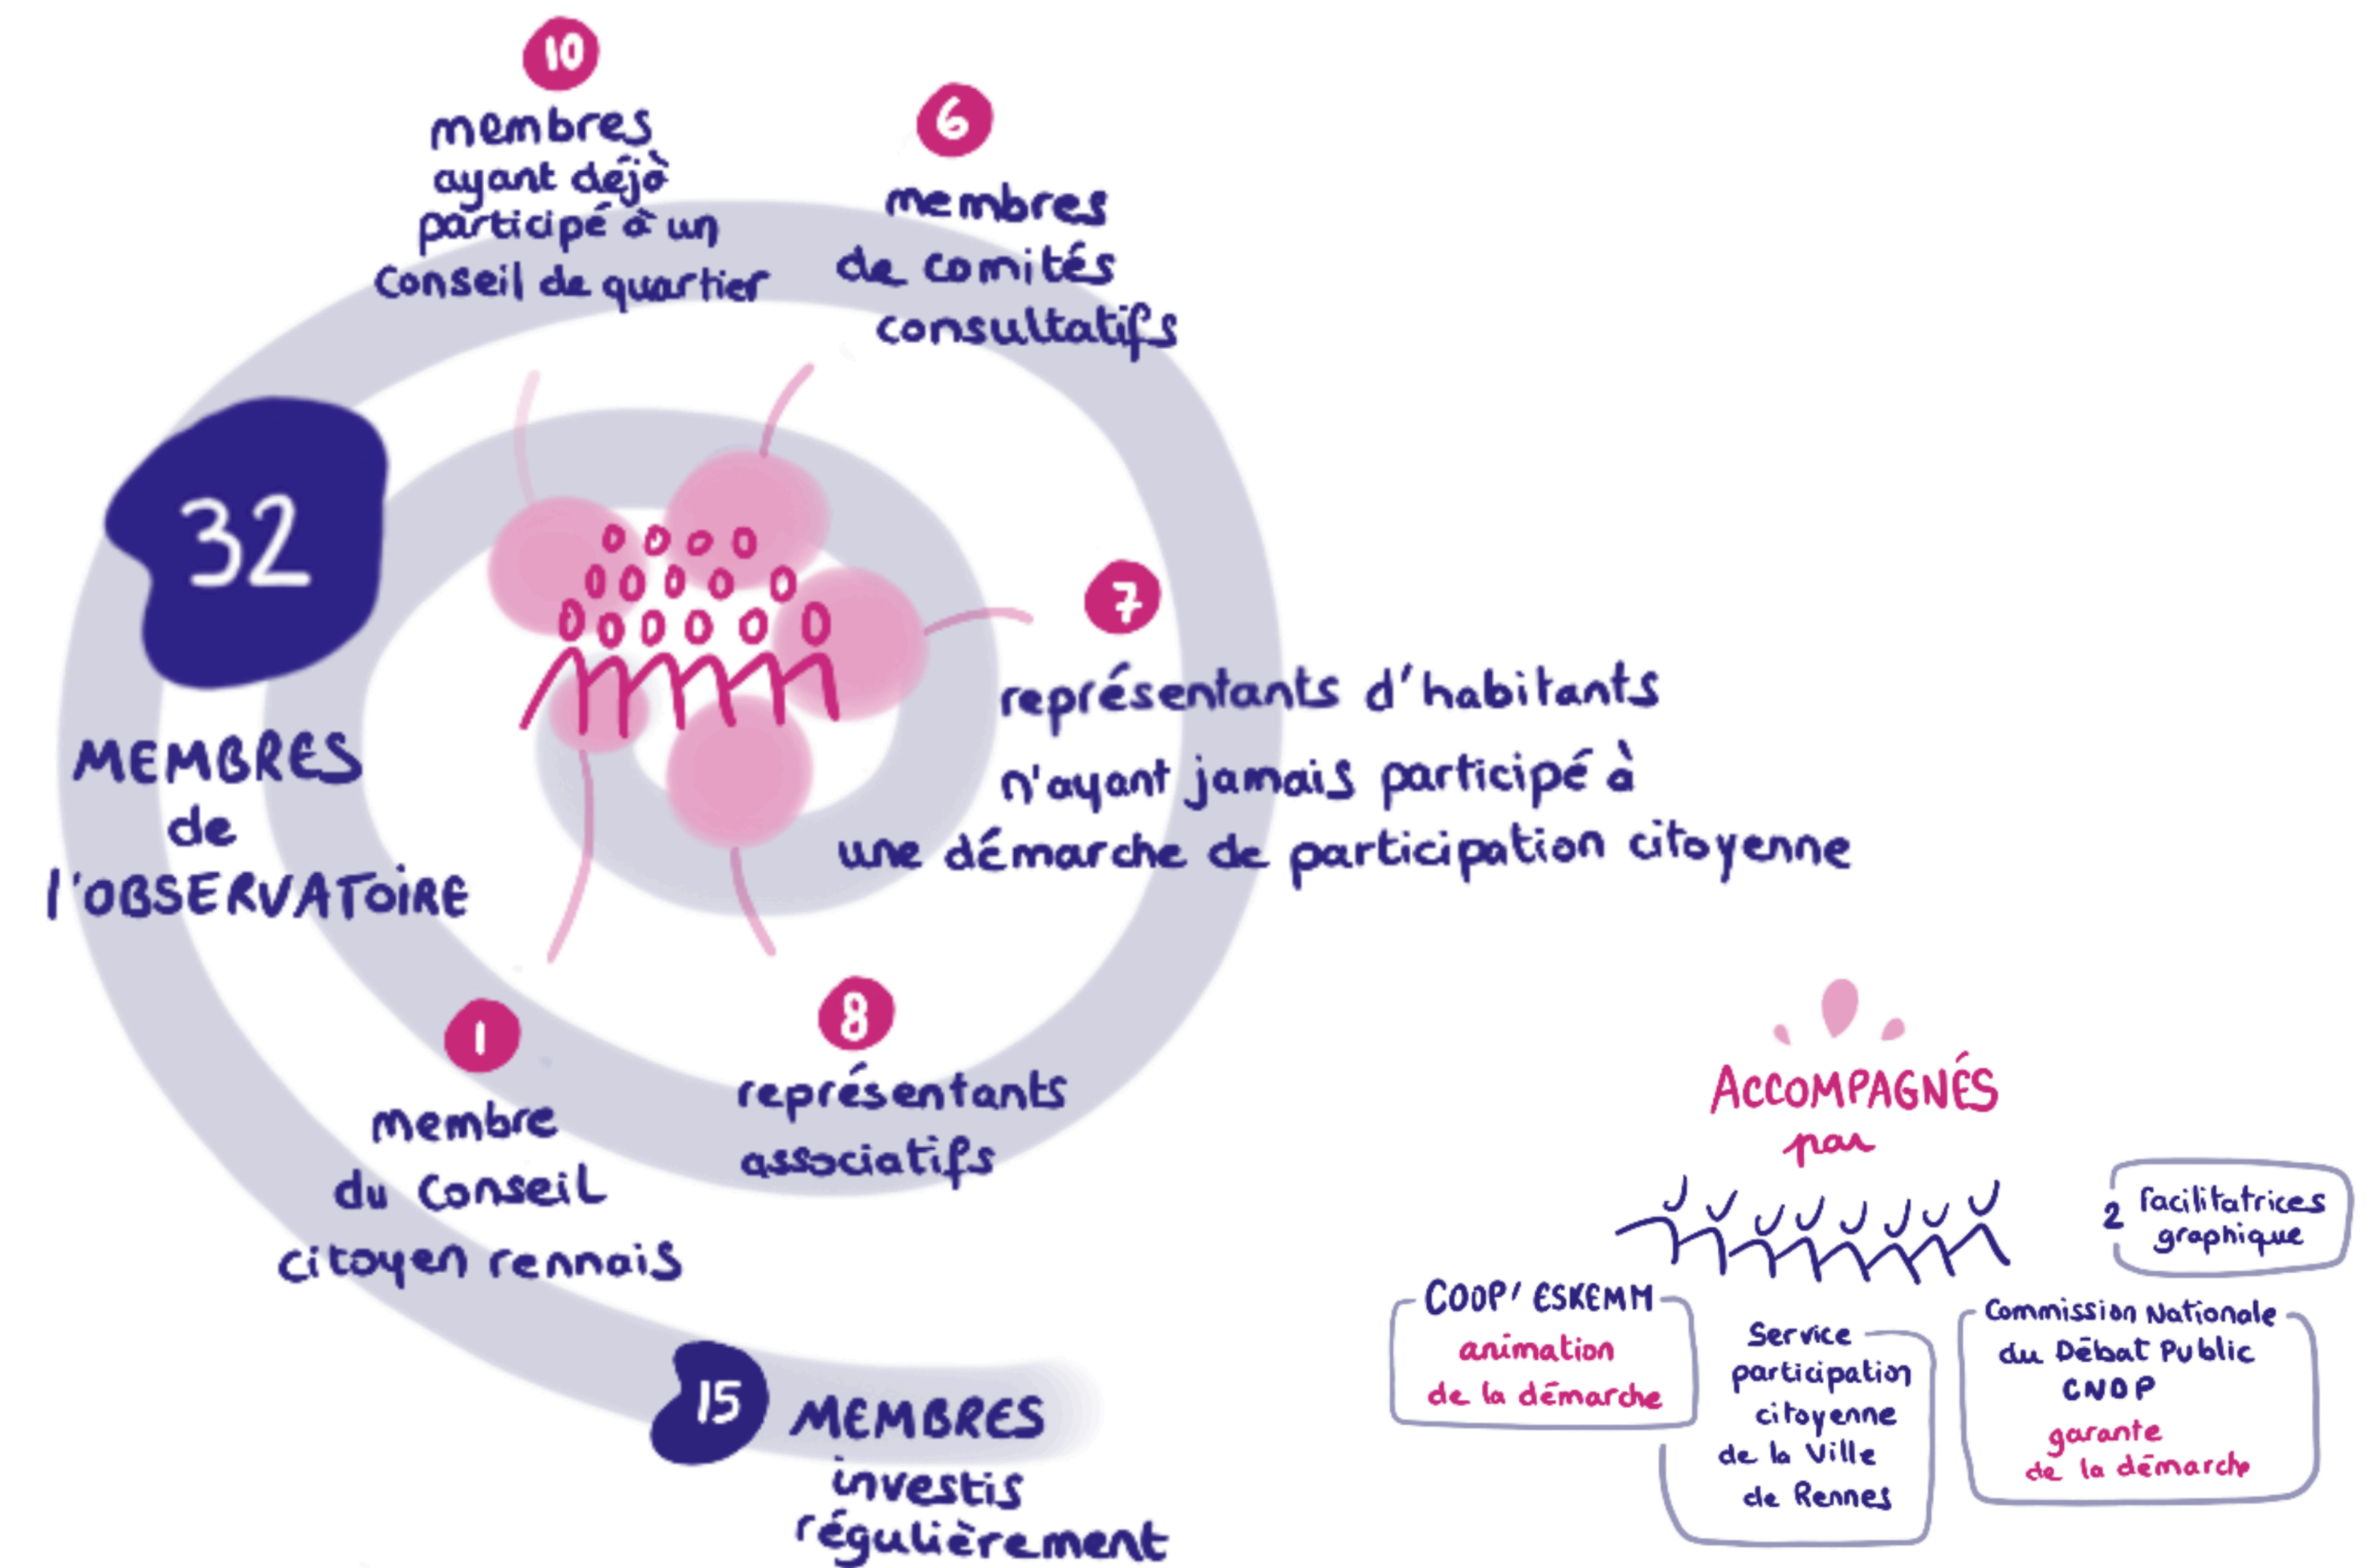 10
membres
ayant déjà
participé à un
Conseil de quartier
6
membres
de comités
consultatifs
32
MEMBRES
de
l'OBSERVATOIRE
7
représentants d'habitants
n'ayant jamais participé à
une démarche de participation citoyenne
1
membre
du Conseil
citoyen rennais
8
représentants
associatifs
15
MEMBRES
investis
régulièrement
ACCOMPAGNÉS
par
2 facilitatrices
graphique
COOP' ESKEMM
animation
de la démarche
Service
participation
citoyenne
de la Ville
de Rennes
Commission Nationale
du Débat Public
CNDP
garante
de la démarche